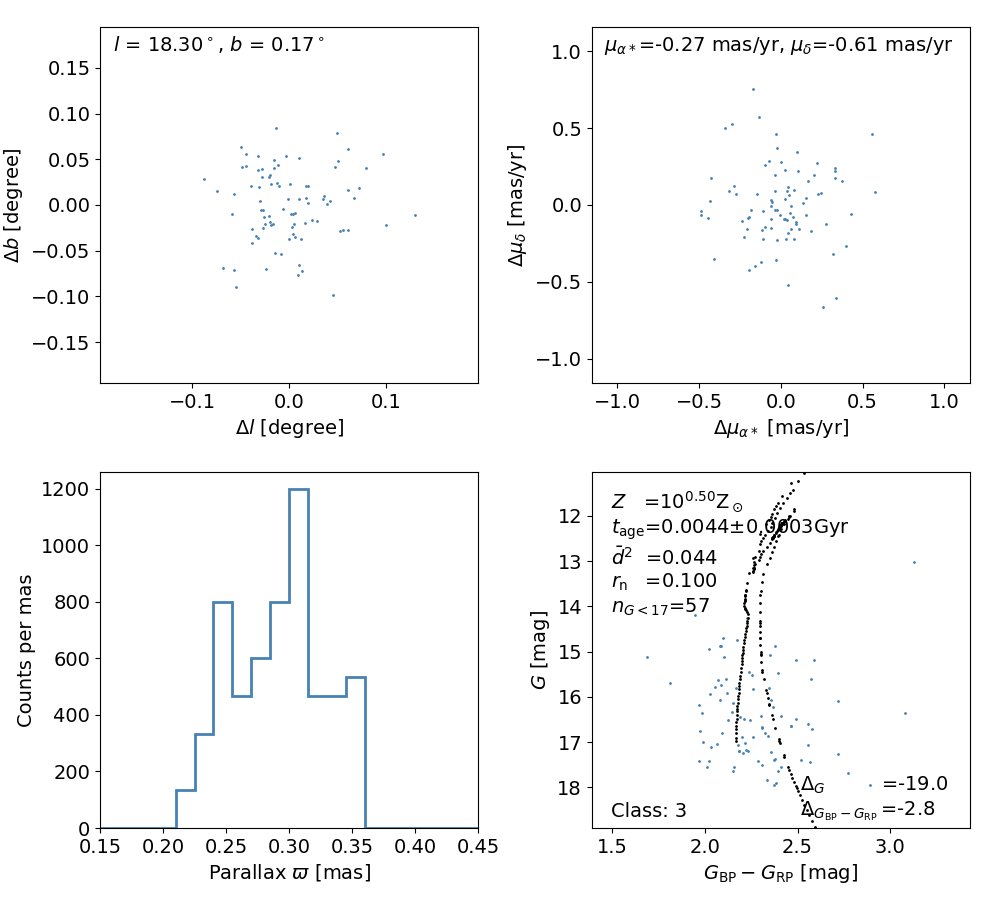 l = 18.30°, b = 0.17°
0.15
0.10
0.05
0.00
−0.05
−0.10
−0.15
Δb [degree]
−0.1
0.0
0.1
Δl [degree]
μα*=-0.27 mas/yr, μδ=-0.61 mas/yr
1.0
0.5
0.0
−0.5
−1.0
Δμδ [mas/yr]
−1.0
−0.5
0.0
0.5
1.0
Δμα* [mas/yr]
1200
1000
800
600
400
200
0
Counts per mas
0.15
0.20
0.25
0.30
0.35
0.40
0.45
Parallax ϖ [mas]
Z =10^0.50 Z⊙
t_age=0.0044±0.0003Gyr
d̄² =0.044
r_n =0.100
n_G<17=57
12
13
14
15
16
17
18
G [mag]
Δ_G =-19.0
Δ_G_BP−G_RP =-2.8
Class: 3
1.5
2.0
2.5
3.0
G_BP − G_RP [mag]